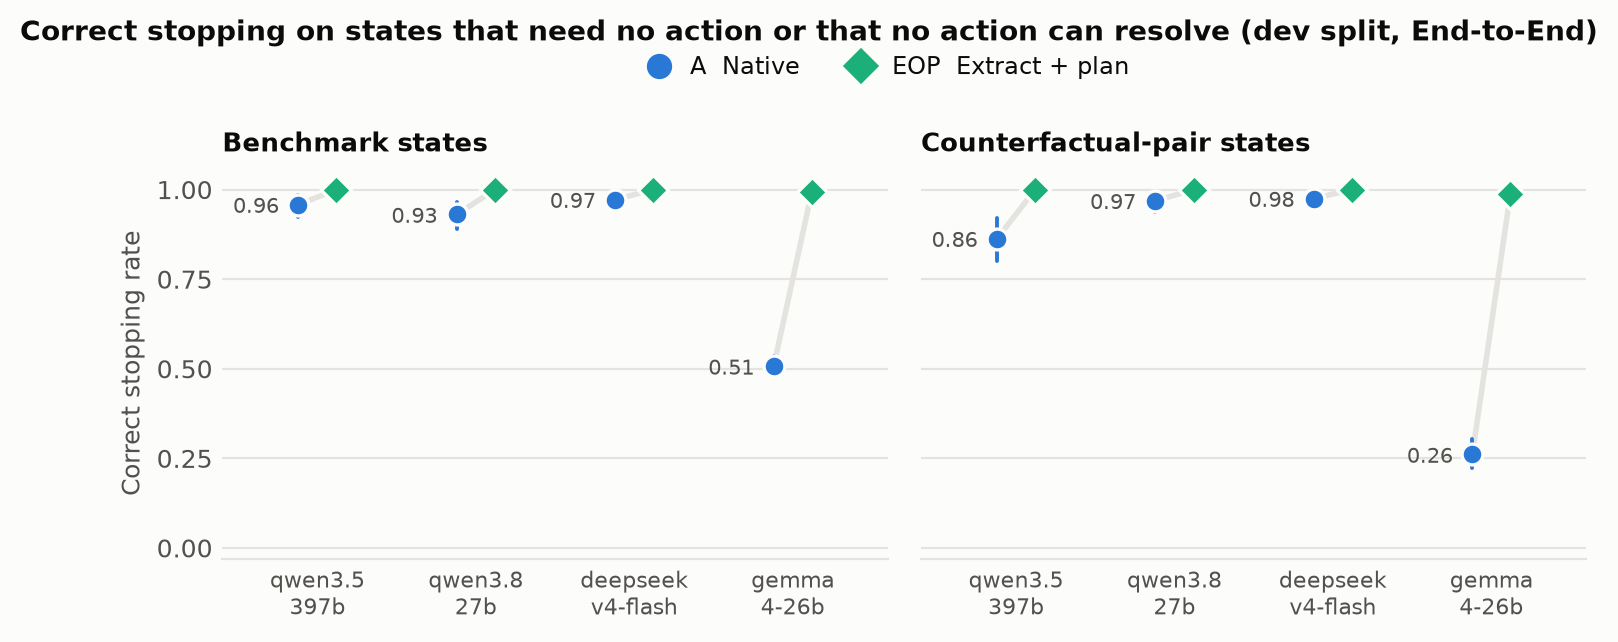 Correct stopping on states that need no action or that no action can resolve (dev split, End-to-End)
A Native
EOP Extract + plan
Benchmark states
Counterfactual-pair states
Correct stopping rate
1.00
0.75
0.50
0.25
0.00
0.96
0.93
0.97
0.51
0.86
0.97
0.98
0.26
qwen3.5
397b
qwen3.8
27b
deepseek
v4-flash
gemma
4-26b
qwen3.5
397b
qwen3.8
27b
deepseek
v4-flash
gemma
4-26b